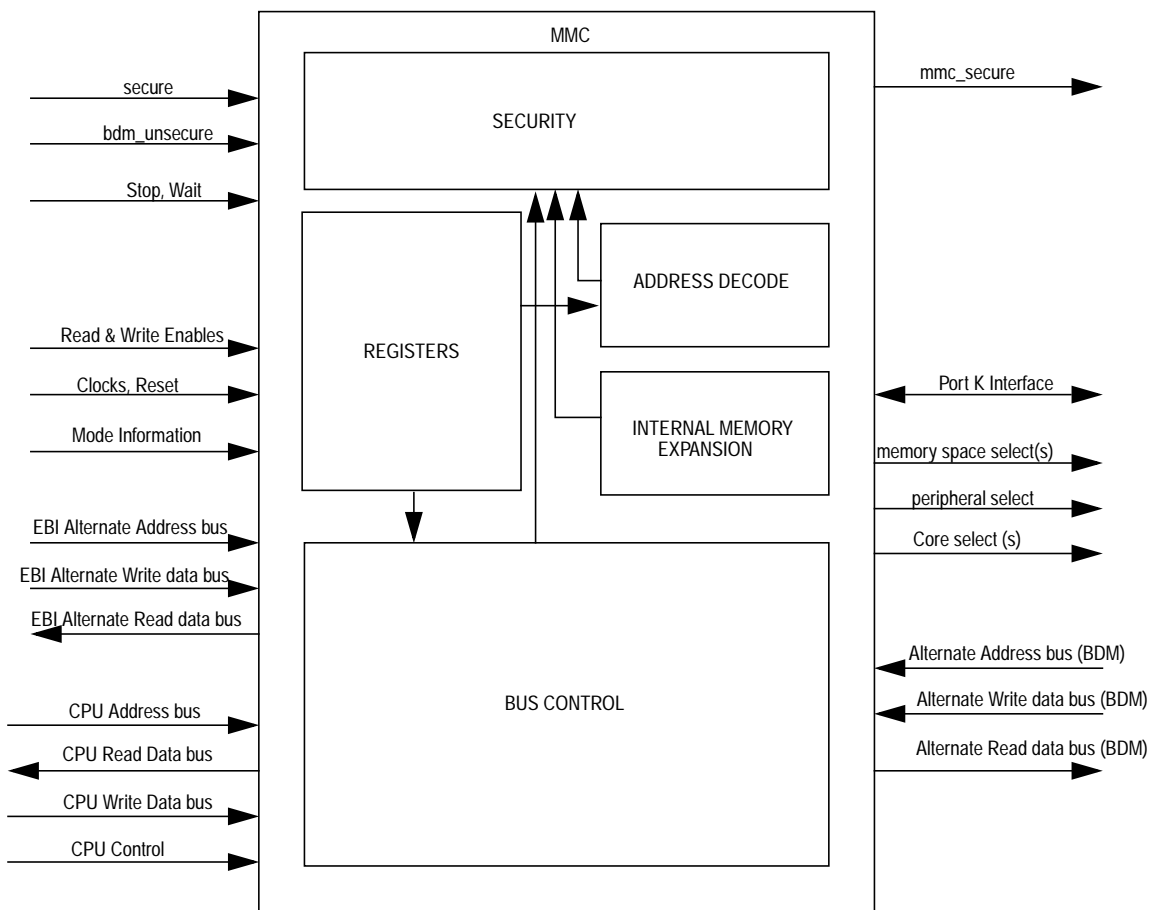 MMC
secure
bdm_unsecure
Stop, Wait
Read & Write Enables
Clocks, Reset
Mode Information
EBI Alternate Address bus
EBI Alternate Write data bus
EBI Alternate Read data bus
CPU Address bus
CPU Read Data bus
CPU Write Data bus
CPU Control
SECURITY
REGISTERS
ADDRESS DECODE
INTERNAL MEMORY
EXPANSION
BUS CONTROL
mmc_secure
Port K Interface
memory space select(s)
peripheral select
Core select (s)
Alternate Address bus (BDM)
Alternate Write data bus (BDM)
Alternate Read data bus (BDM)